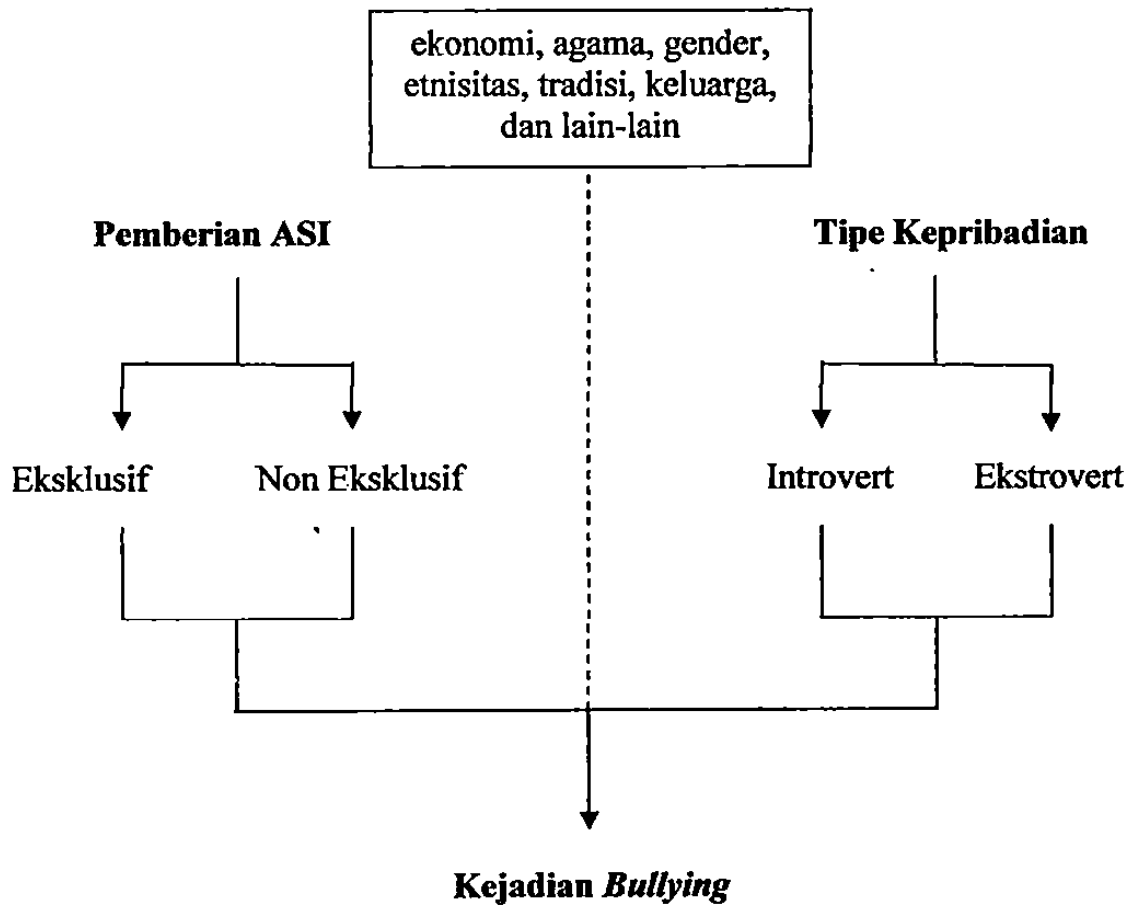 ekonomi, agama, gender,
etnisitas, tradisi, keluarga,
dan lain-lain
Pemberian ASI
Tipe Kepribadian
Eksklusif
Non Eksklusif
Introvert
Ekstrovert
Kejadian Bullying